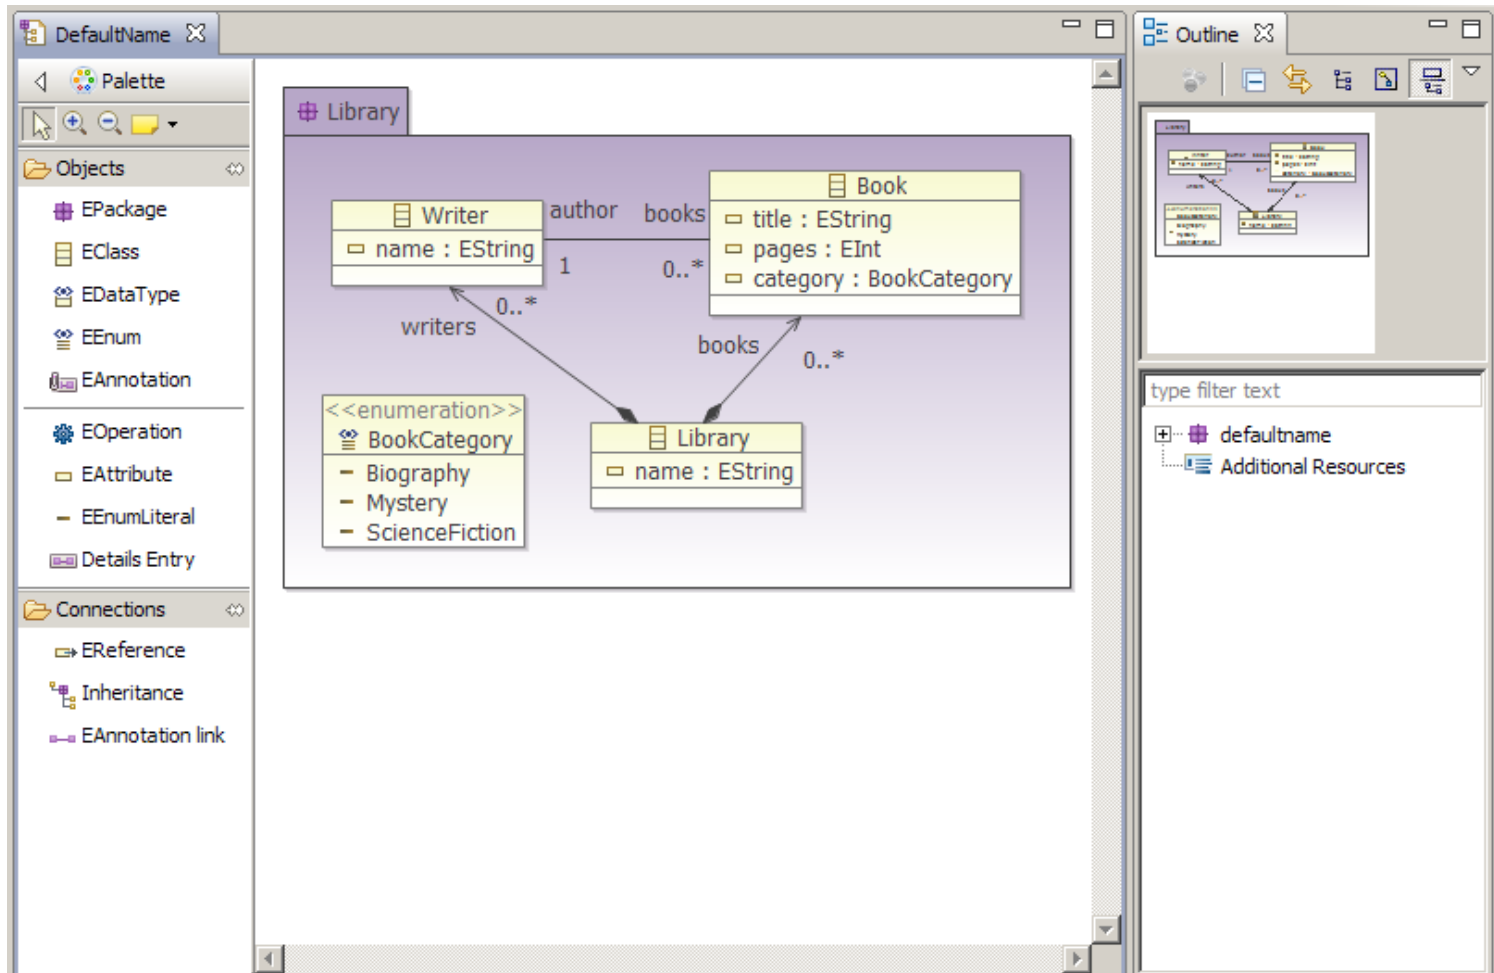 DefaultName
Palette
Objects
EPackage
EClass
EDataType
EEnum
EAnnotation
EOperation
EAttribute
EEnumLiteral
Details Entry
Connections
EReference
Inheritance
EAnnotation link
Library
Writer
name : EString
author
books
1
0..*
Book
title : EString
pages : EInt
category : BookCategory
0..*
writers
books
0..*
<<enumeration>>
BookCategory
Biography
Mystery
ScienceFiction
Library
name : EString
Outline
type filter text
defaultname
Additional Resources